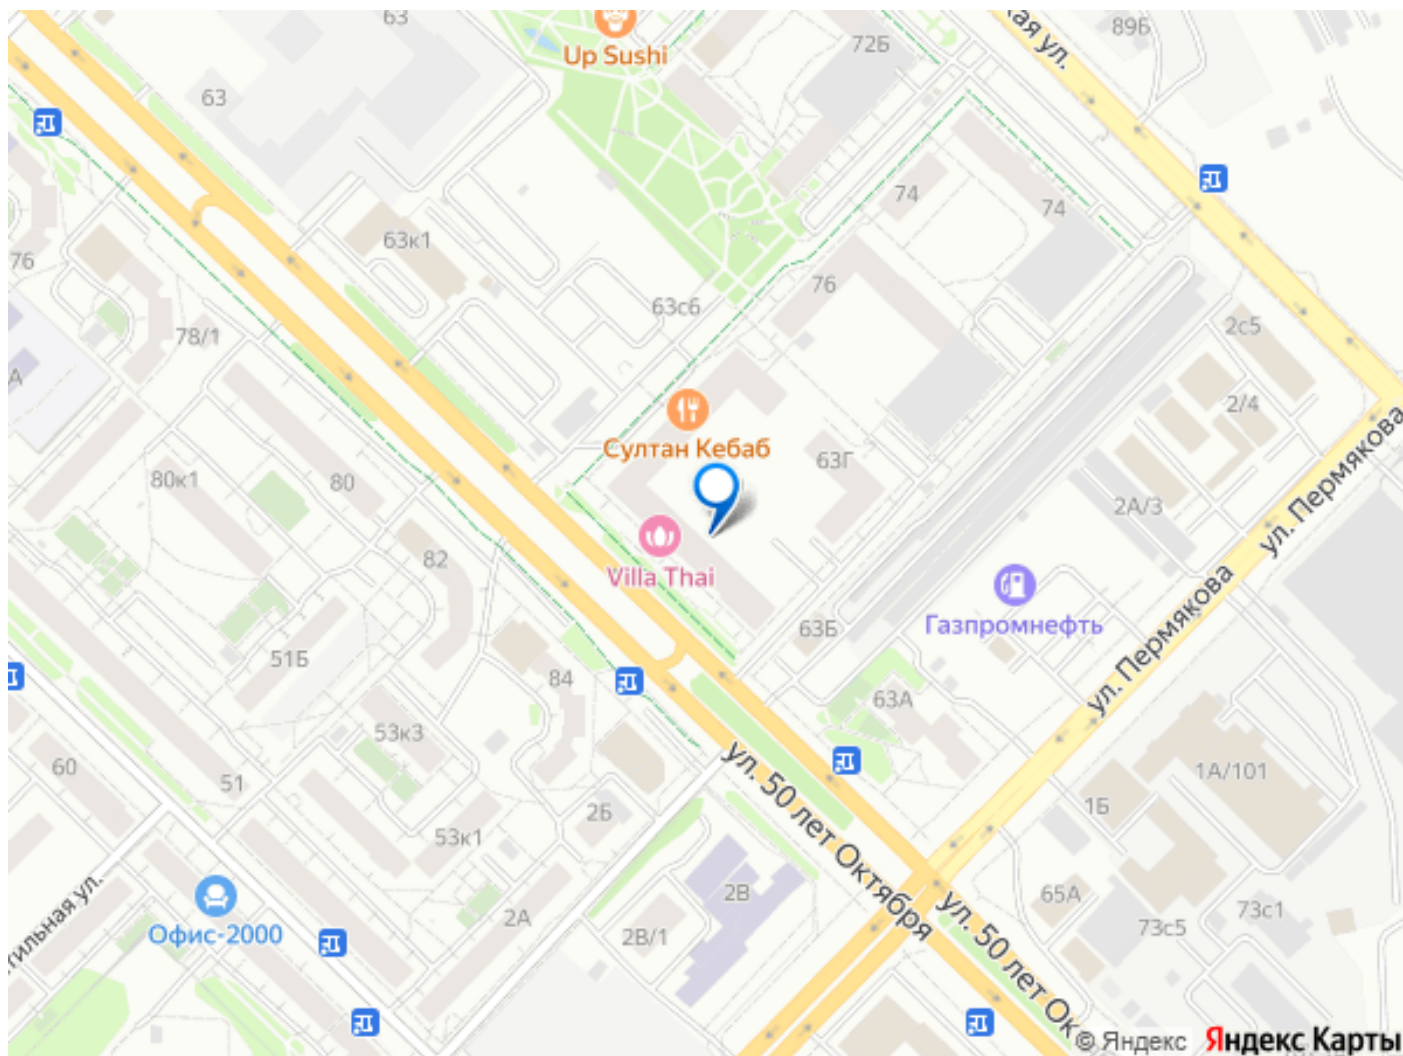 63
Up Sushi
72Б
89Б
кая ул.
63
74
74
63к1
76
76
63с6
78/1
2с5
А
2/4
Султан Кебаб
63Г
80к1
80
2А/3
ул. Пермякова
82
Villa Thai
Газпромнефть
63Б
51Б
84
63А
ул. Пермякова
53к3
60
51
1А/101
2Б
1Б
53к1
ул. 50 лет Октября
2В
65А
2А
73с1
73с5
Офис-2000
2В/1
тильная ул.
ул. 50 лет Ок
© Яндекс
Яндекс Карты